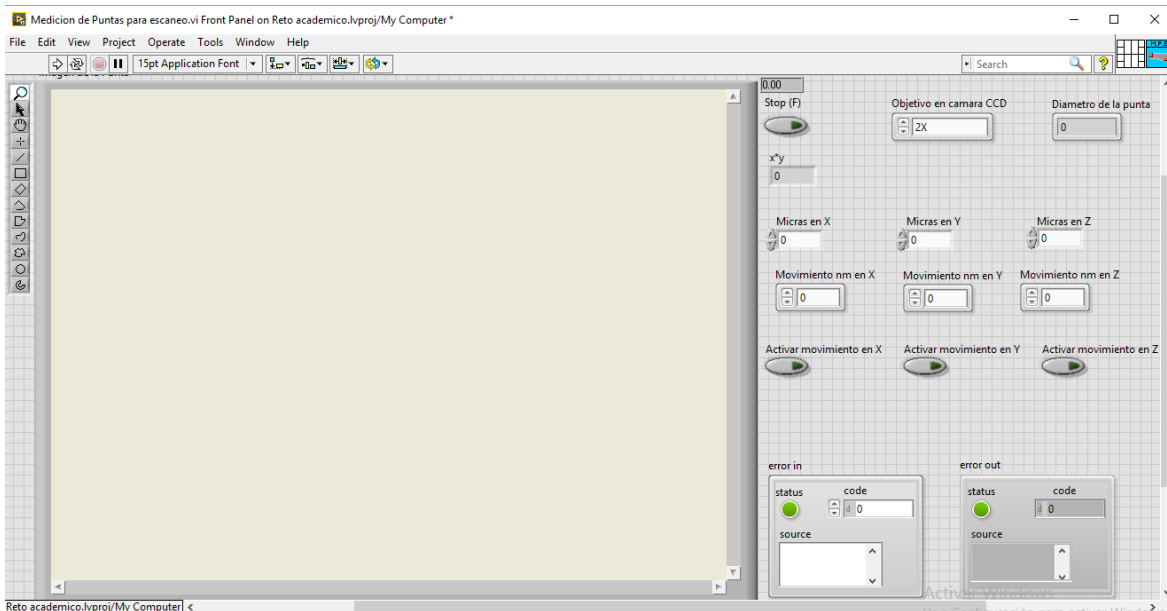 Medicion de Puntas para escaneo.vi Front Panel on Reto academico.lvproj/My Computer *
File Edit View Project Operate Tools Window Help
15pt Application Font
Search
0.00
Stop (F)
Objetivo en camara CCD
Diametro de la punta
2X
0
x*y
0
Micras en X
Micras en Y
Micras en Z
0
0
0
Movimiento nm en X
Movimiento nm en Y
Movimiento nm en Z
0
0
0
Activar movimiento en X
Activar movimiento en Y
Activar movimiento en Z
error in
error out
status
code
status
code
d 0
d 0
source
source
Activar Windows
Reto academico.lvproj/My Computer